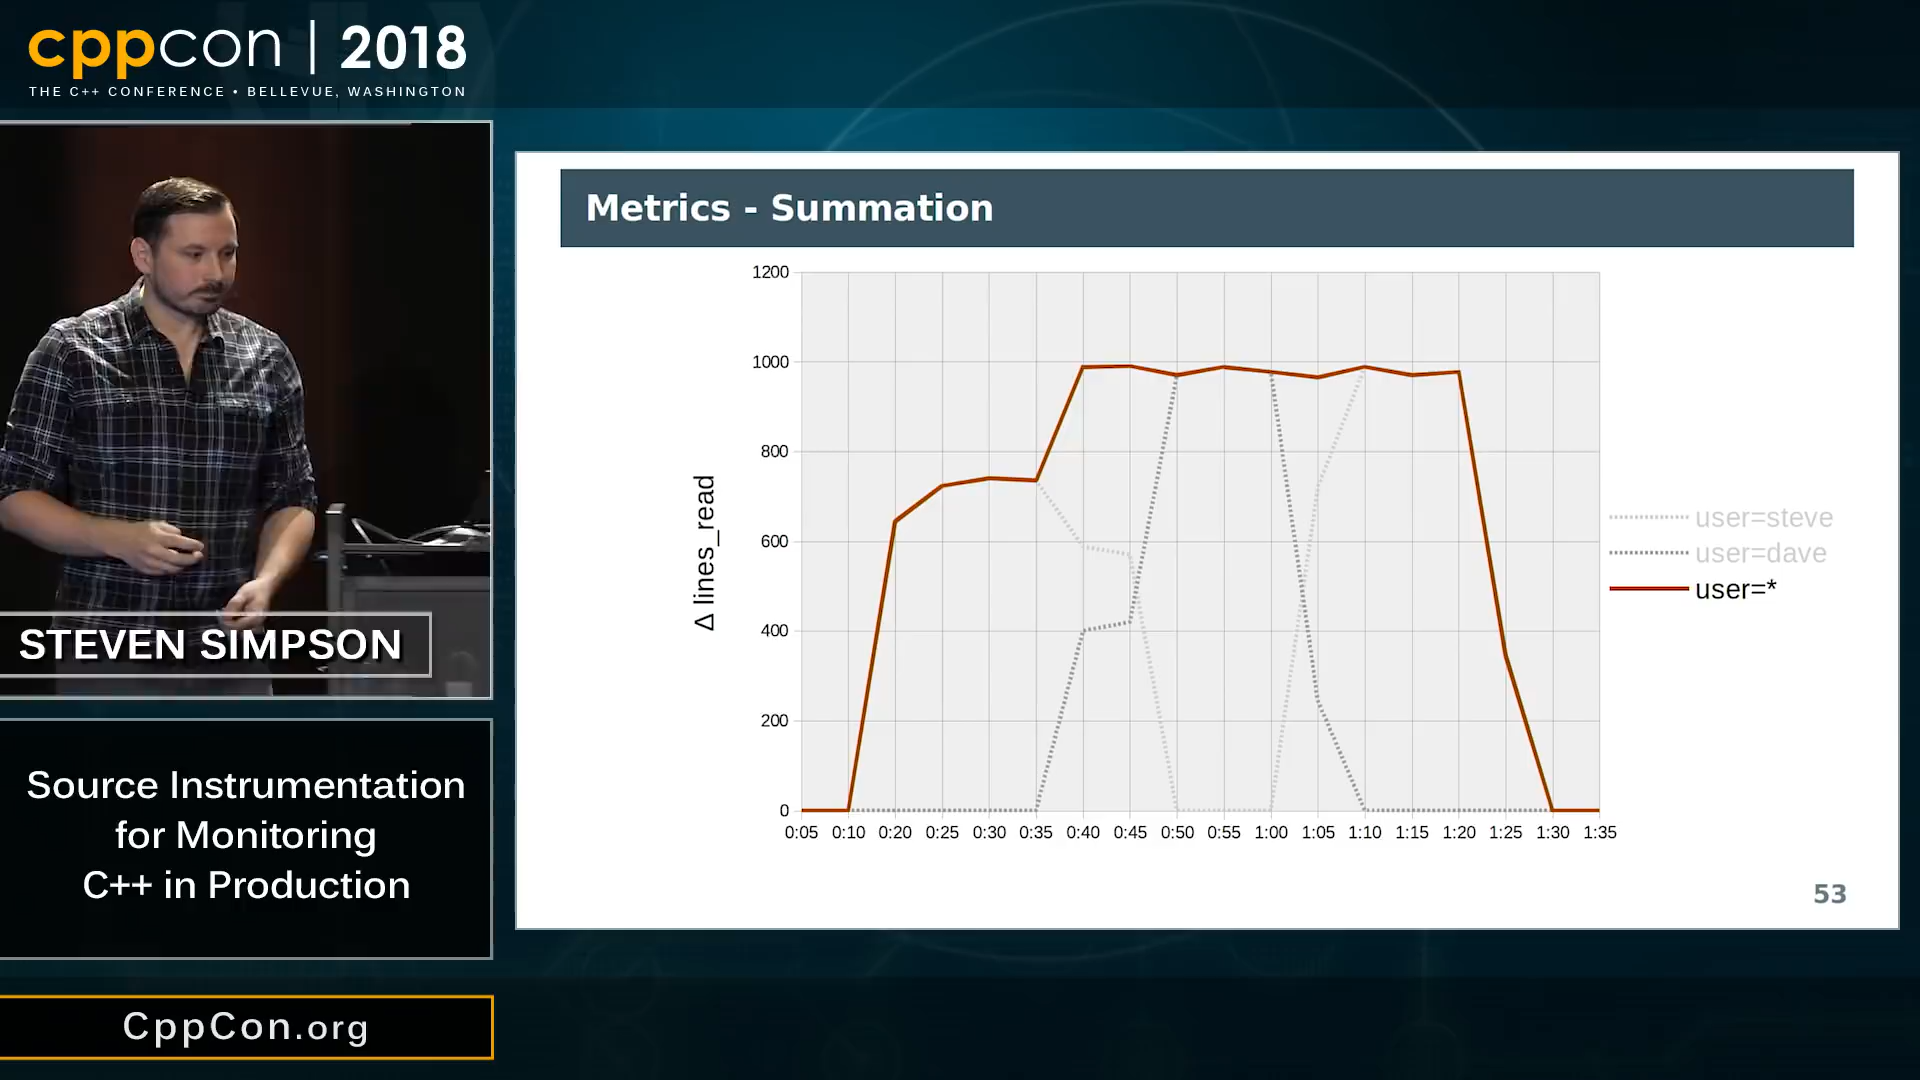 cppcon | 2018
THE C++ CONFERENCE • BELLEVUE, WASHINGTON
STEVEN SIMPSON
Source Instrumentation
for Monitoring
C++ in Production
CppCon.org
Metrics - Summation
1200
1000
800
600
400
200
0
Δ lines_read
0:05 0:10 0:20 0:25 0:30 0:35 0:40 0:45 0:50 0:55 1:00 1:05 1:10 1:15 1:20 1:25 1:30 1:35
user=steve
user=dave
user=*
53